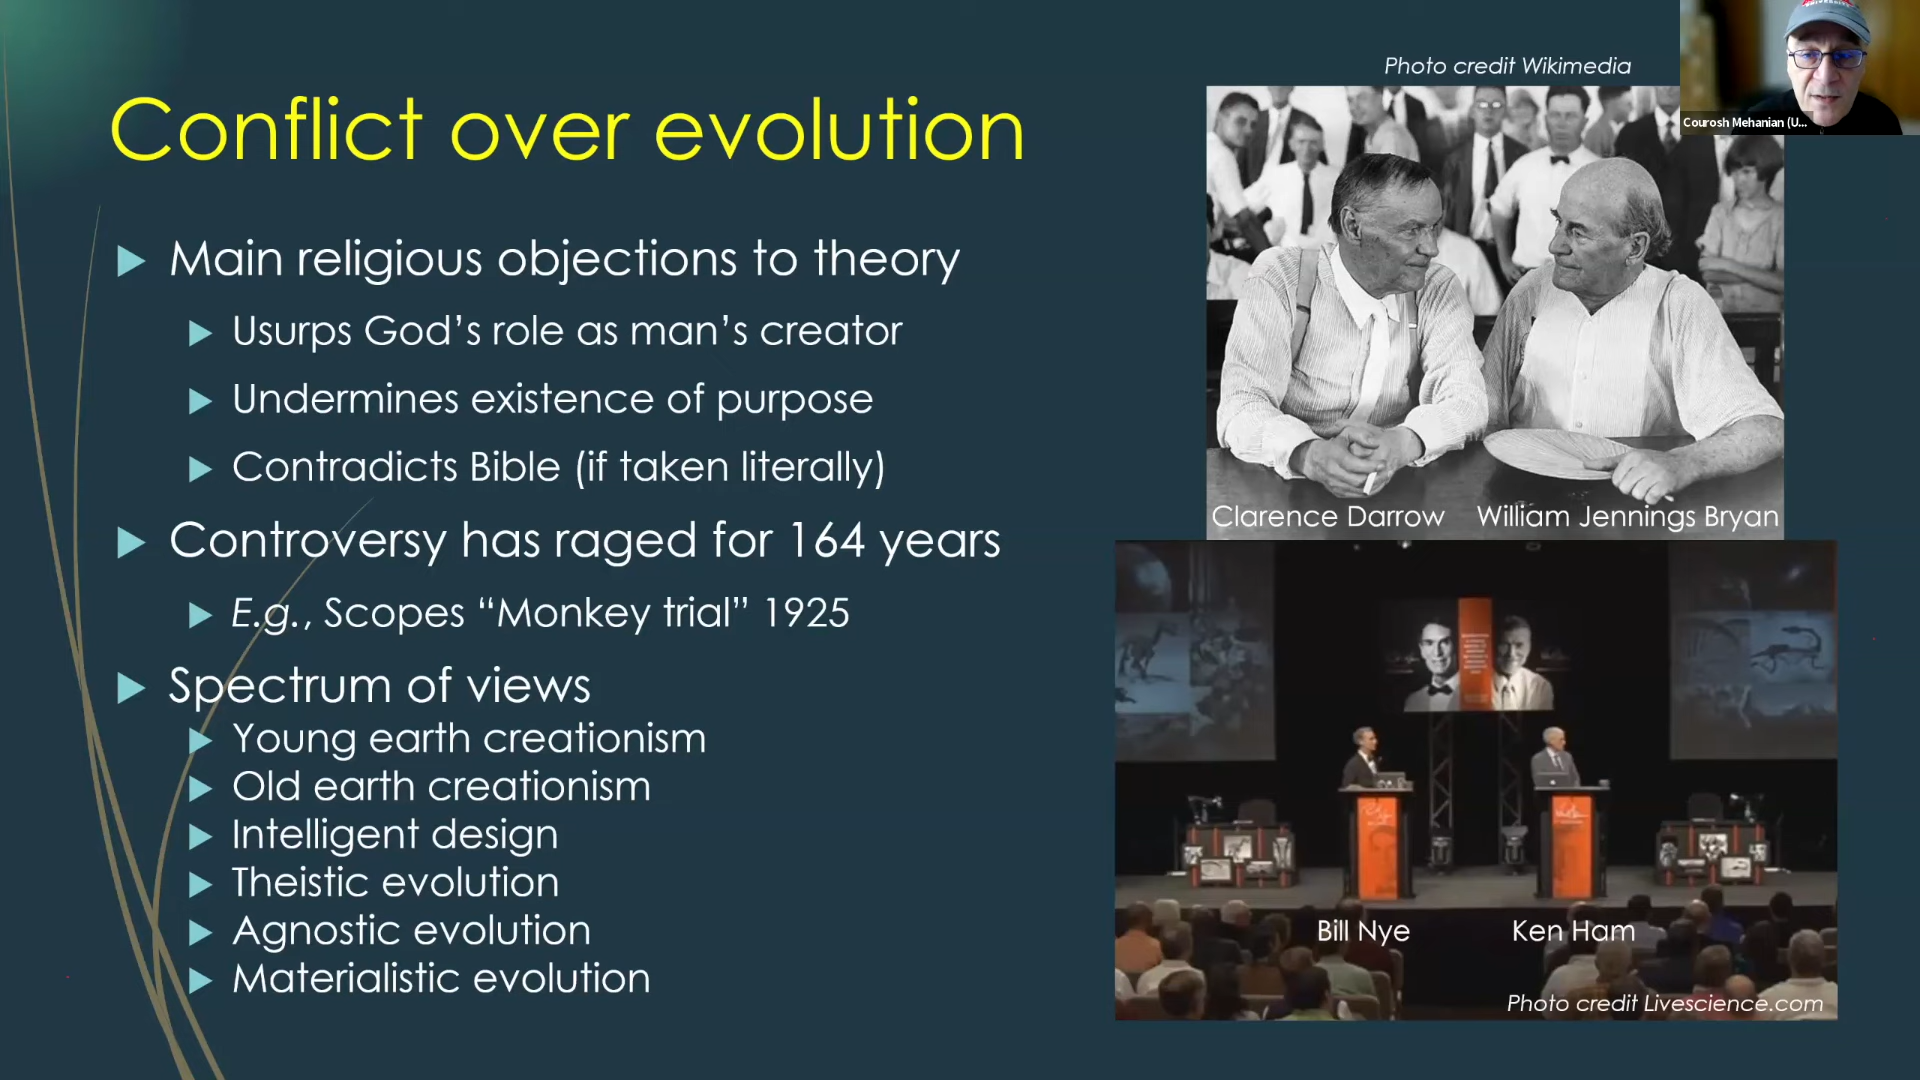 Photo credit Wikimedia
Courosh Mehanian (U...
Conflict over evolution
Main religious objections to theory
Usurps God’s role as man’s creator
Undermines existence of purpose
Contradicts Bible (if taken literally)
Controversy has raged for 164 years
E.g., Scopes “Monkey trial” 1925
Spectrum of views
Young earth creationism
Old earth creationism
Intelligent design
Theistic evolution
Agnostic evolution
Materialistic evolution
Clarence Darrow William Jennings Bryan
Bill Nye Ken Ham
Photo credit Livescience.com